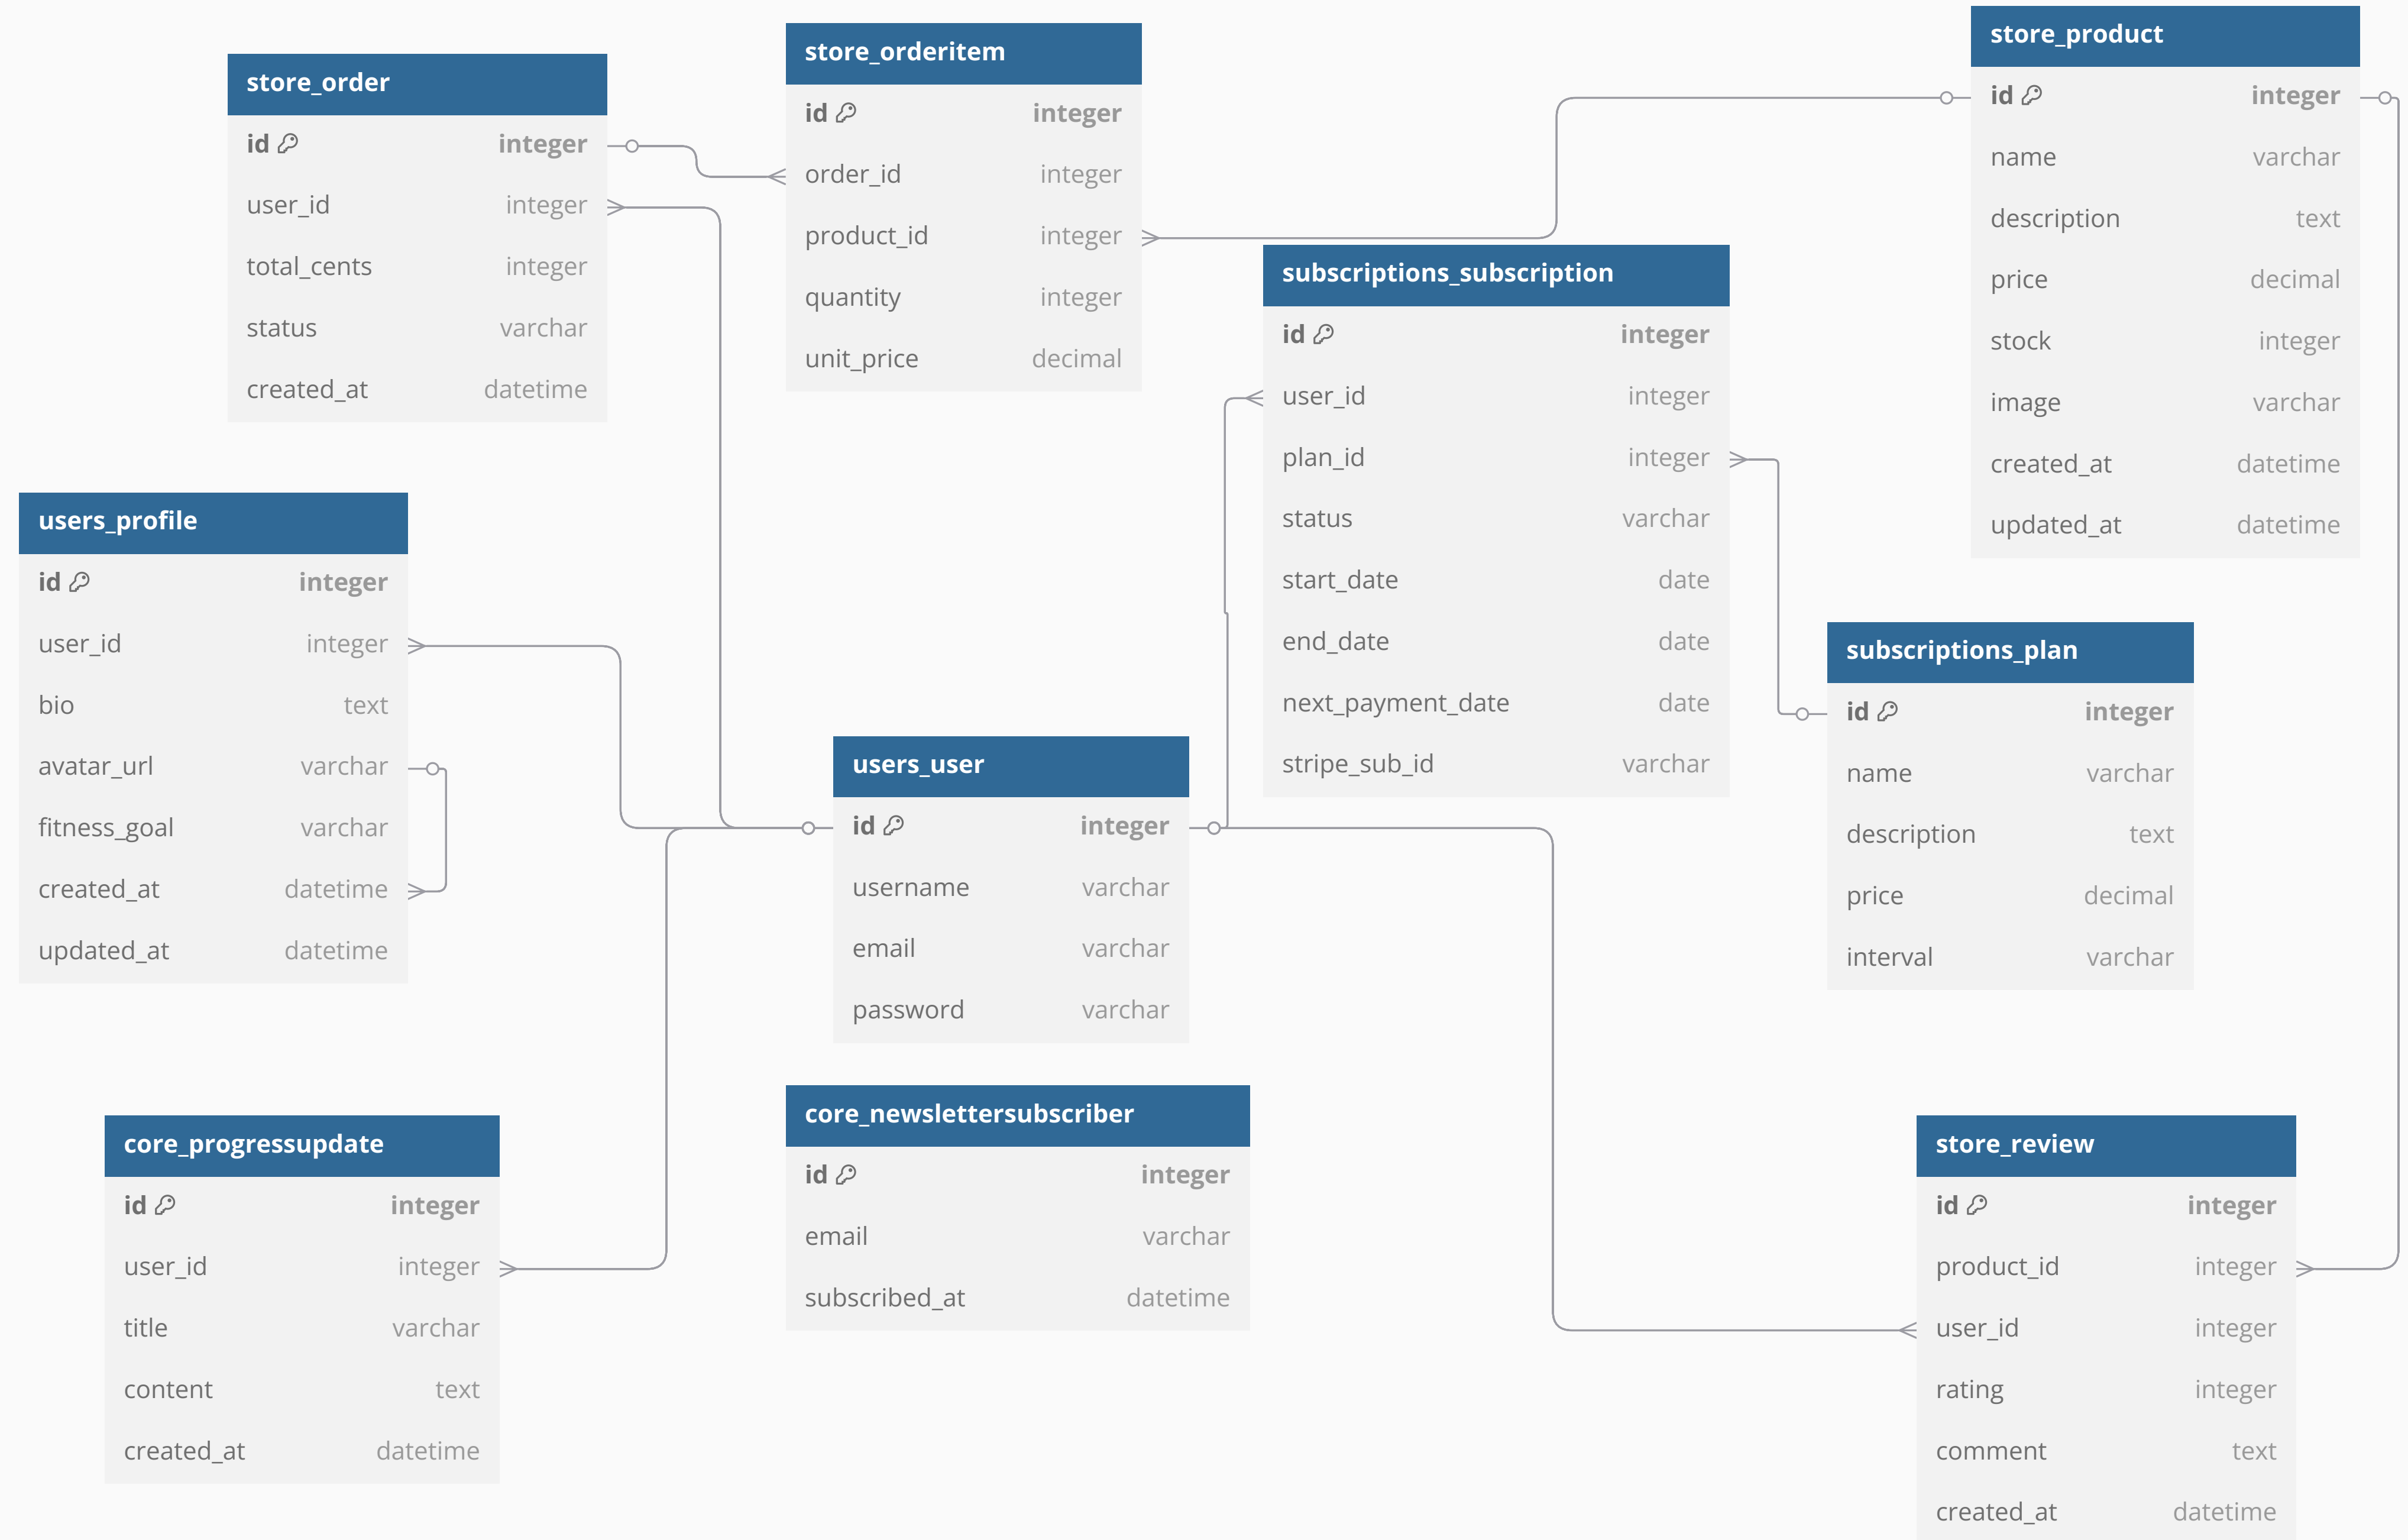 store_order
id integer
user_id integer
total_cents integer
status varchar
created_at datetime
store_orderitem
id integer
order_id integer
product_id integer
quantity integer
unit_price decimal
store_product
id integer
name varchar
description text
price decimal
stock integer
image varchar
created_at datetime
updated_at datetime
subscriptions_subscription
id integer
user_id integer
plan_id integer
status varchar
start_date date
end_date date
next_payment_date date
stripe_sub_id varchar
users_profile
id integer
user_id integer
bio text
avatar_url varchar
fitness_goal varchar
created_at datetime
updated_at datetime
users_user
id integer
username varchar
email varchar
password varchar
subscriptions_plan
id integer
name varchar
description text
price decimal
interval varchar
core_progressupdate
id integer
user_id integer
title varchar
content text
created_at datetime
core_newslettersubscriber
id integer
email varchar
subscribed_at datetime
store_review
id integer
product_id integer
user_id integer
rating integer
comment text
created_at datetime